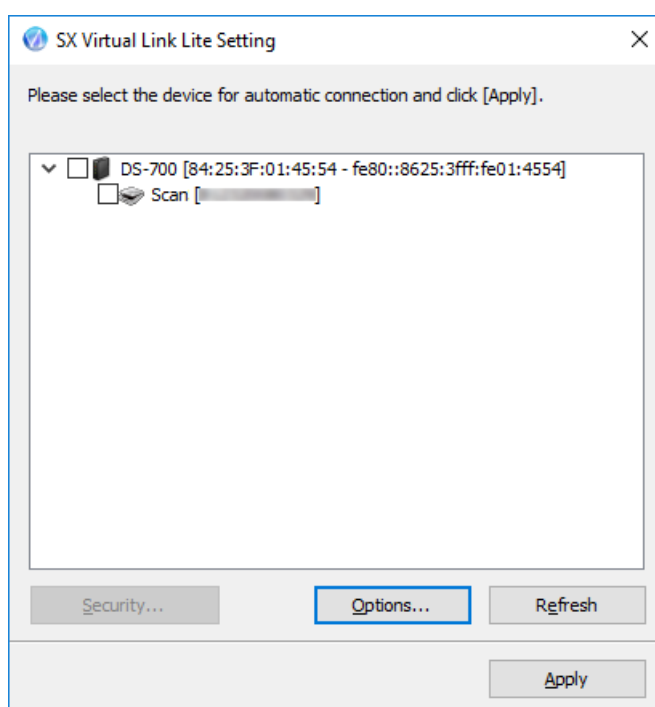 SX Virtual Link Lite Setting
Please select the device for automatic connection and click [Apply].
DS-700 [84:25:3F:01:45:54 - fe80::8625:3fff:fe01:4554]
Scan [ ]
Security...
Options...
Refresh
Apply